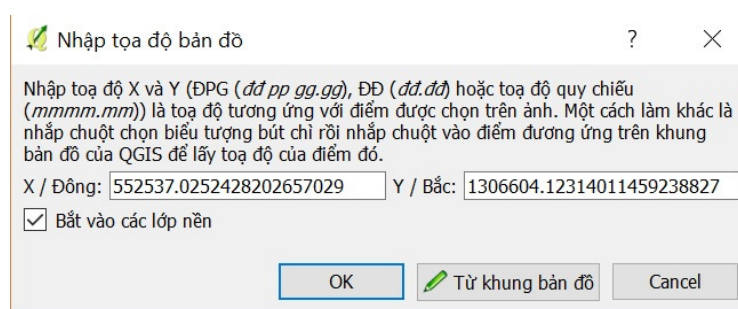 Nhập tọa độ bản đồ ?
Nhập toạ độ X và Y (ĐPG (đđ pp gg.gg), ĐĐ (đđ.đđ) hoặc toạ độ quy chiếu
(mmmm.mm)) là toạ độ tương ứng với điểm được chọn trên ảnh. Một cách làm khác là
nhắp chuột chọn biểu tượng bút chì rồi nhắp chuột vào điểm đương ứng trên khung
bản đồ của QGIS để lấy toạ độ của điểm đó.
X / Đông: 552537.0252428202657029 Y / Bắc: 1306604.12314011459238827
Bắt vào các lớp nền
OK Từ khung bản đồ Cancel